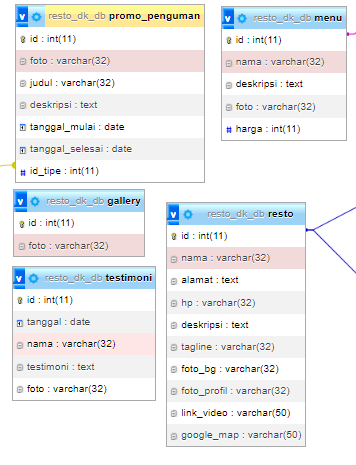 resto_dk_db promo_penguman
id : int(11)
foto : varchar(32)
judul : varchar(32)
deskripsi : text
tanggal_mulai : date
tanggal_selesai : date
id_tipe : int(11)
resto_dk_db menu
id : int(11)
nama : varchar(32)
deskripsi : text
foto : varchar(32)
harga : int(11)
resto_dk_db gallery
id : int(11)
foto : varchar(32)
resto_dk_db testimoni
id : int(11)
tanggal : date
nama : varchar(32)
testimoni : text
foto : varchar(32)
resto_dk_db resto
id : int(11)
nama : varchar(32)
alamat : text
hp : varchar(32)
deskripsi : text
tagline : varchar(32)
foto_bg : varchar(32)
foto_profil : varchar(32)
link_video : varchar(50)
google_map : varchar(50)